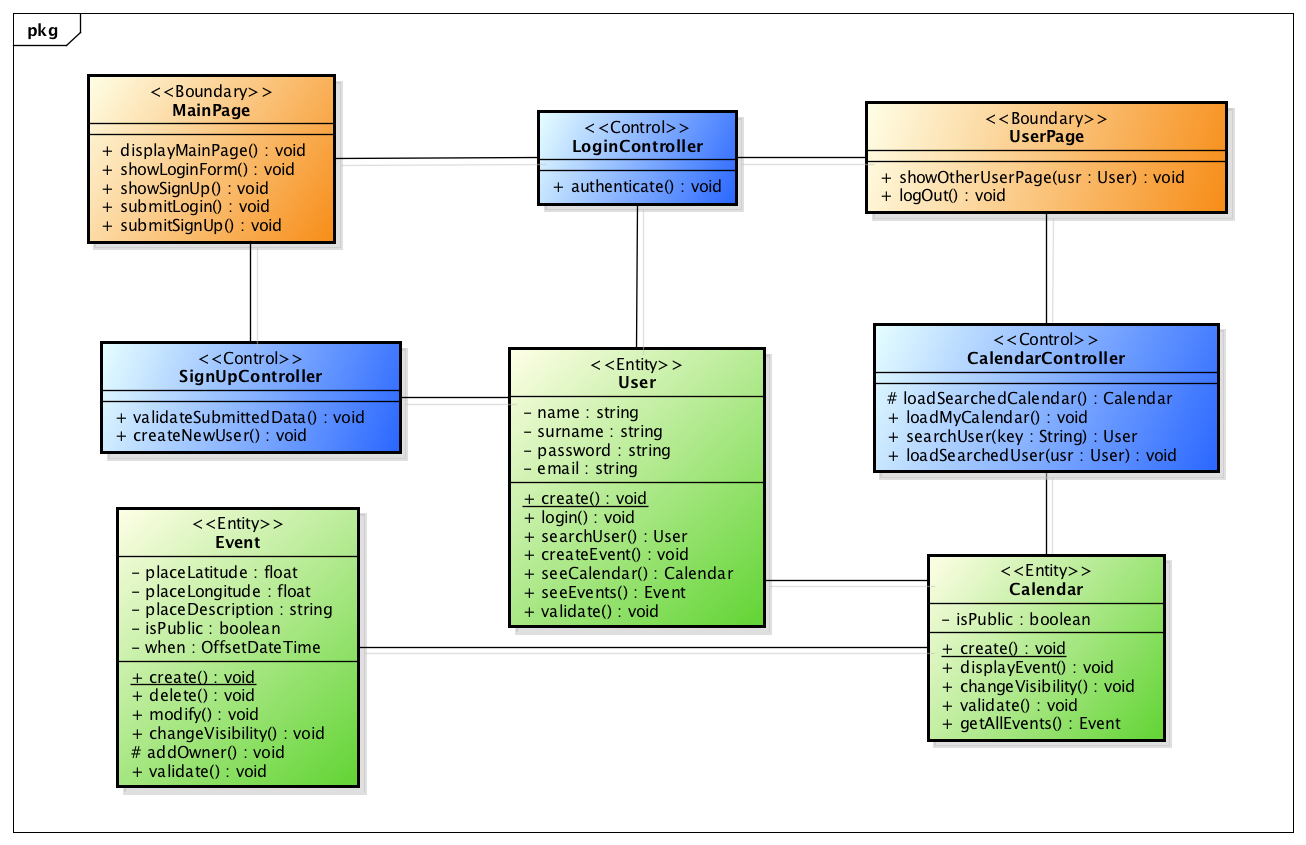 pkg
<<Boundary>>
MainPage
+ displayMainPage() : void
+ showLoginForm() : void
+ showSignUp() : void
+ submitLogin() : void
+ submitSignUp() : void
<<Control>>
LoginController
+ authenticate() : void
<<Boundary>>
UserPage
+ showOtherUserPage(usr : User) : void
+ logOut() : void
<<Control>>
SignUpController
+ validateSubmittedData() : void
+ createNewUser() : void
<<Entity>>
User
- name : string
- surname : string
- password : string
- email : string
+ create() : void
+ login() : void
+ searchUser() : User
+ createEvent() : void
+ seeCalendar() : Calendar
+ seeEvents() : Event
+ validate() : void
<<Control>>
CalendarController
# loadSearchedCalendar() : Calendar
+ loadMyCalendar() : void
+ searchUser(key : String) : User
+ loadSearchedUser(usr : User) : void
<<Entity>>
Event
- placeLatitude : float
- placeLongitude : float
- placeDescription : string
- isPublic : boolean
- when : OffsetDateTime
+ create() : void
+ delete() : void
+ modify() : void
+ changeVisibility() : void
# addOwner() : void
+ validate() : void
<<Entity>>
Calendar
- isPublic : boolean
+ create() : void
+ displayEvent() : void
+ changeVisibility() : void
+ validate() : void
+ getAllEvents() : Event